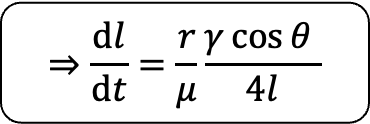 ⇒ dl/dt = r/μ γ cos θ/4l